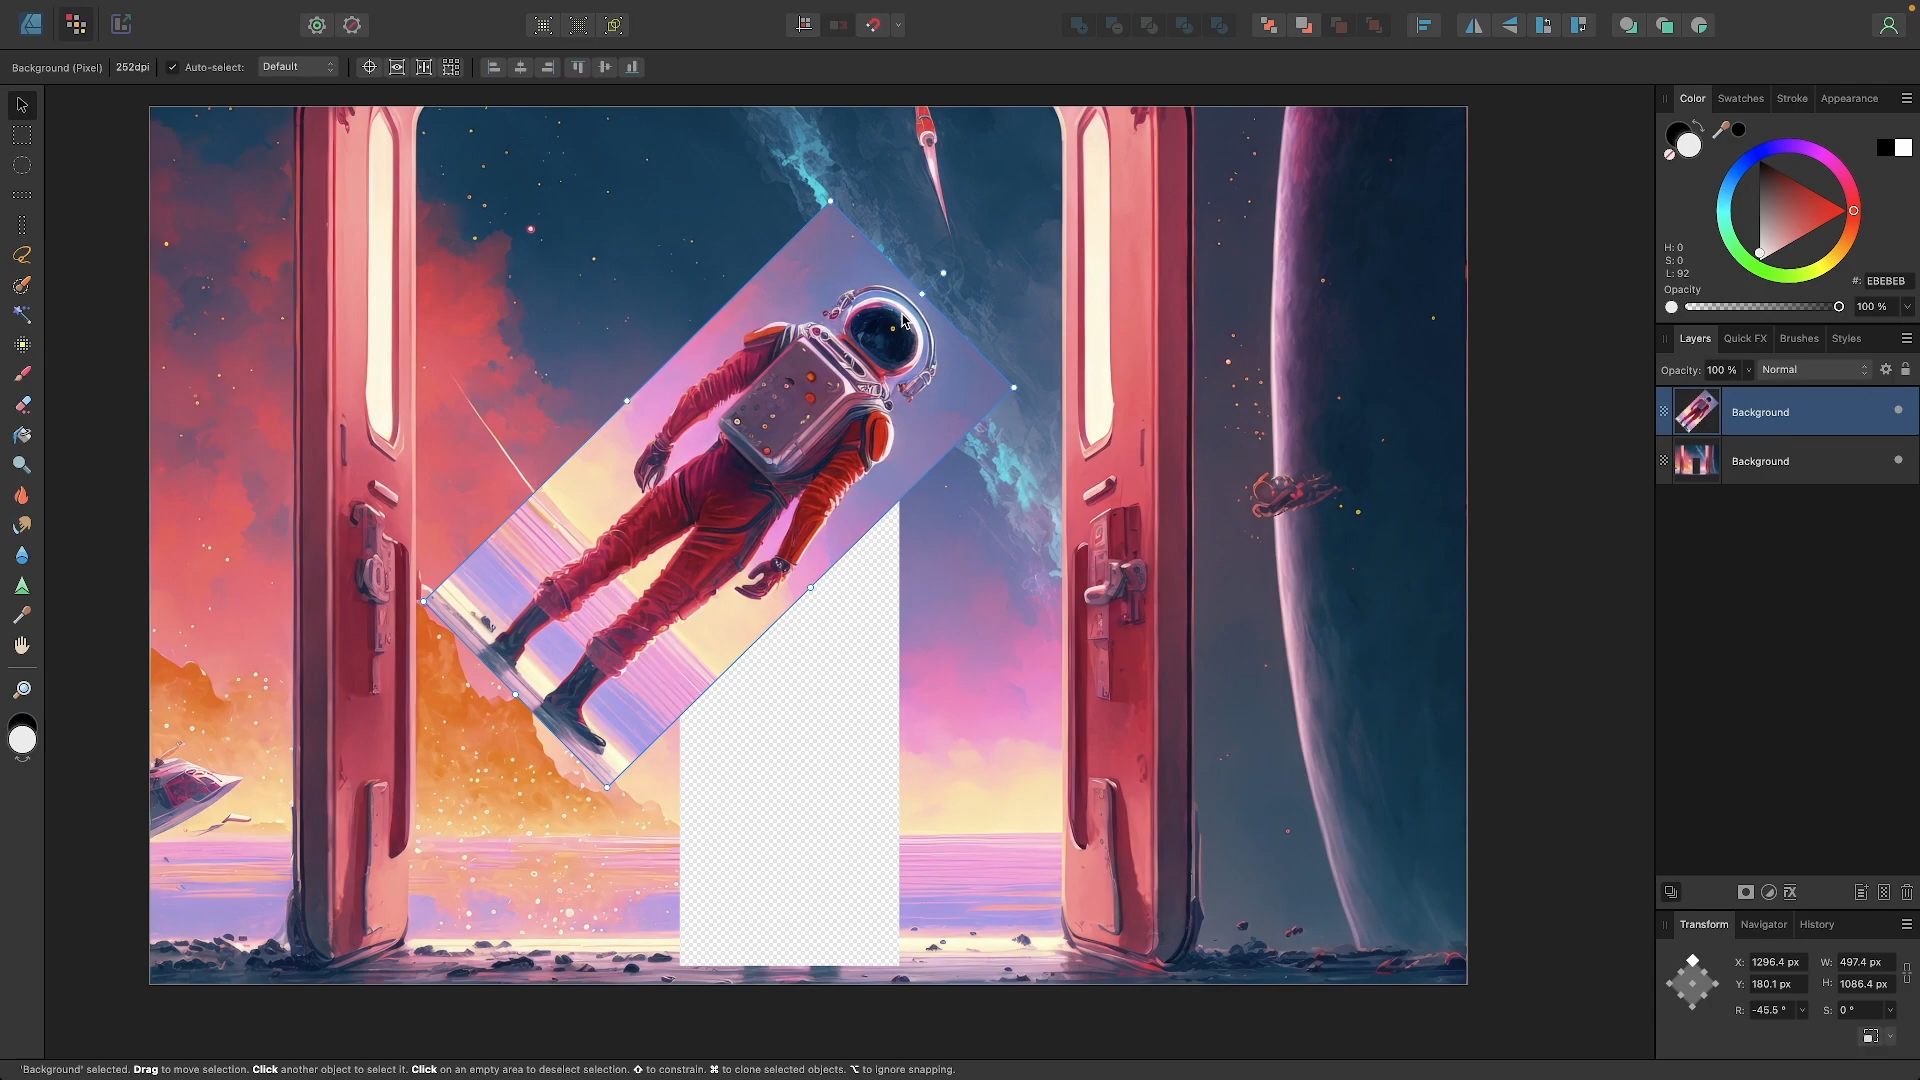 Background (Pixel) 252dpi Auto-select: Default
Color Swatches Stroke Appearance
H: 0
S: 0
L: 92
#: EBEBEB
Opacity
100 %
Layers Quick FX Brushes Styles
Opacity: 100 % Normal
Background
Background
Transform Navigator History
X: 1296.4 px W: 497.4 px
Y: 180.1 px H: 1086.4 px
R: -45.5 ° S: 0 °
'Background' selected. Drag to move selection. Click another object to select it. Click on an empty area to deselect selection. ⇧ to constrain. ⌘ to clone selected objects. ⌥ to ignore snapping.